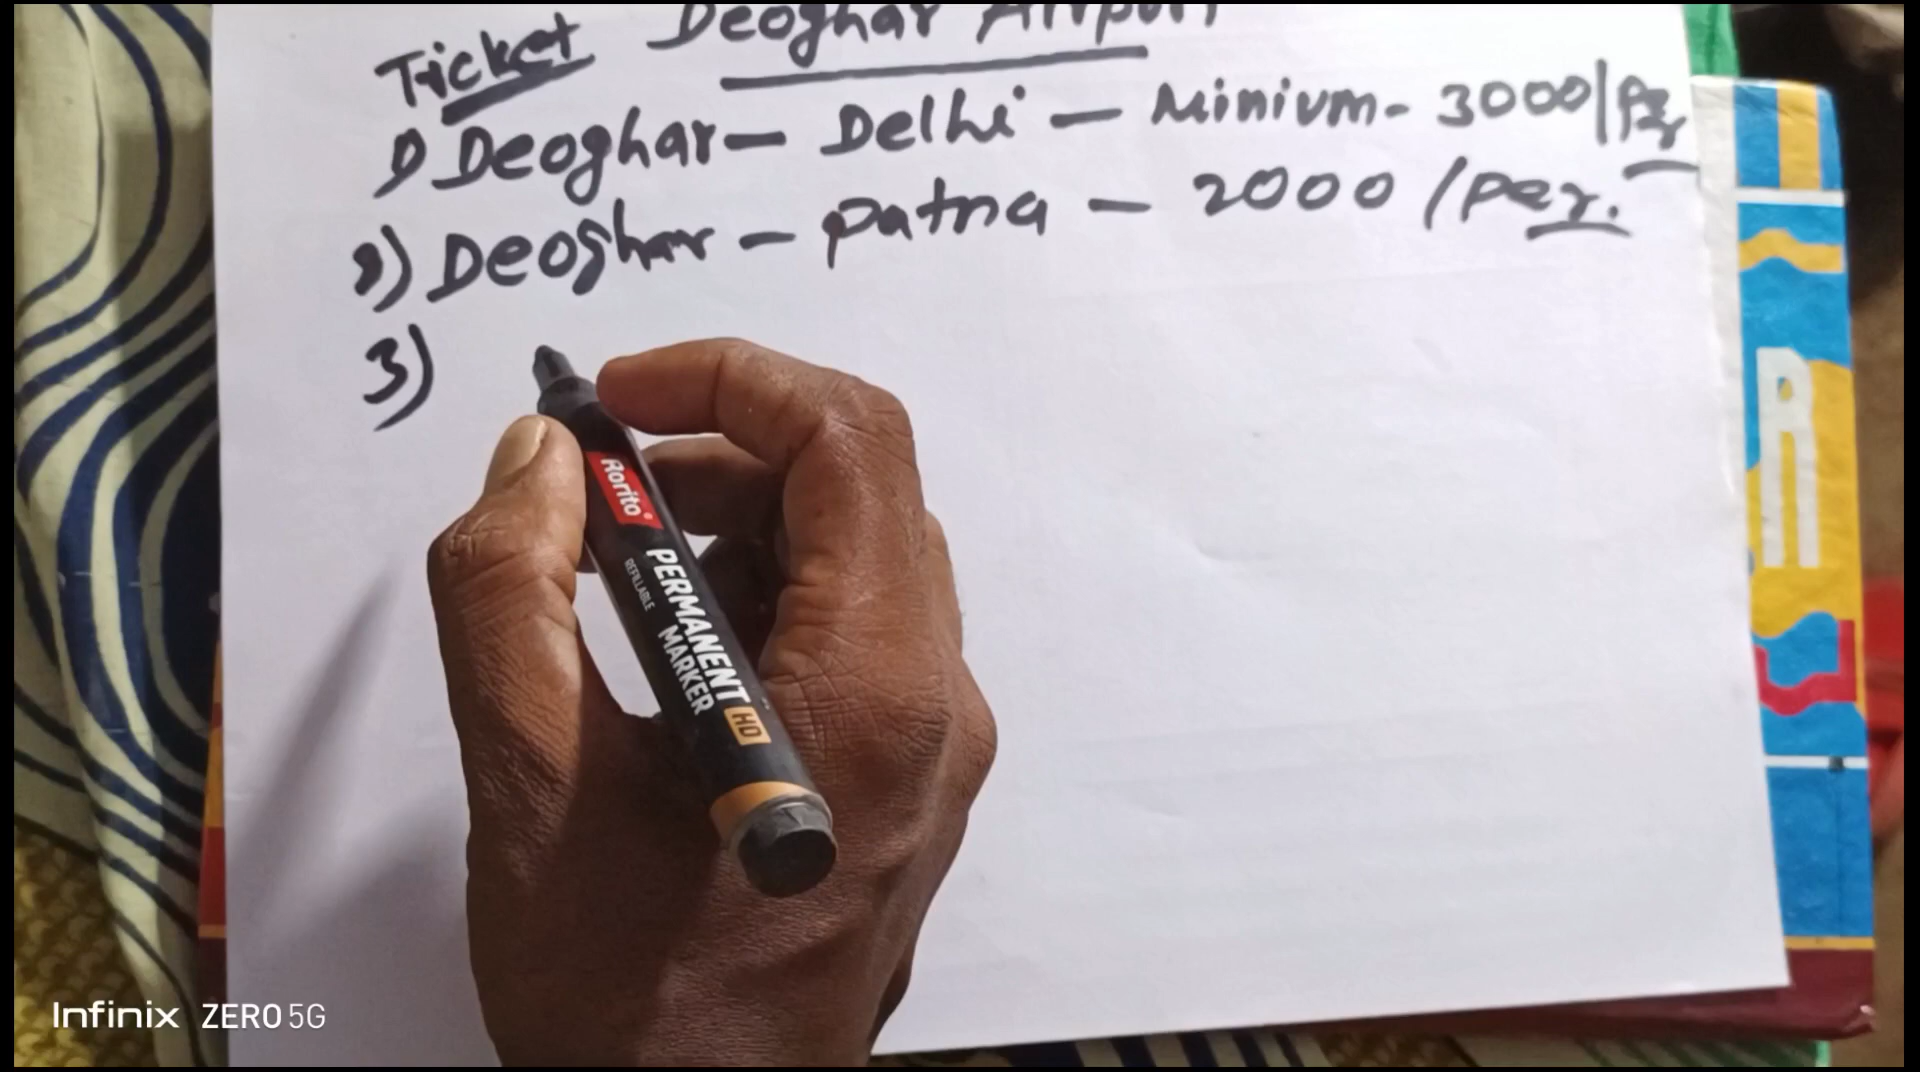 Ticket Deoghar Airport
1) Deoghar - Delhi - Minium - 3000/Per
2) Deoghar - patna - 2000 /per.
3)
Rorito
PERMANENT HD
REFILLABLE MARKER
R
Infinix ZERO 5G